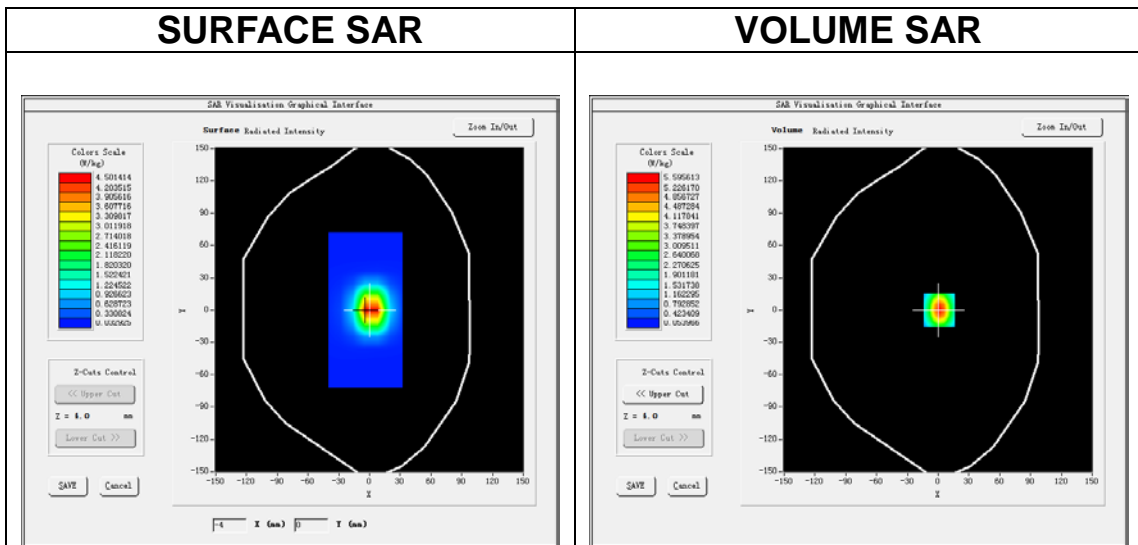 SURFACE SAR
VOLUME SAR
SAR Visualisation Graphical Interface
Surface Radiated Intensity
Zoom In/Out
Colors Scale
(W/kg)
4.501414
4.203515
3.905616
3.607716
3.309817
3.011918
2.714018
2.416119
2.118220
1.820320
1.522421
1.224522
0.926623
0.628723
0.330824
0.032925
150
120
90
60
30
0
-30
-60
-90
-120
-150
Y
-150 -120 -90 -60 -30 0 30 60 90 120 150
X
Z-Cuts Control
<< Upper Cut
Z = 4.0 mm
Lower Cut >>
SAVE Cancel
-4 X (mm) 0 Y (mm)
SAR Visualisation Graphical Interface
Volume Radiated Intensity
Zoom In/Out
Colors Scale
(W/kg)
5.595613
5.226170
4.856727
4.487284
4.117841
3.748397
3.378954
3.009511
2.640068
2.270625
1.901181
1.531738
1.162295
0.792852
0.423409
0.053966
150
120
90
60
30
0
-30
-60
-90
-120
-150
Y
-150 -120 -90 -60 -30 0 30 60 90 120 150
X
Z-Cuts Control
<< Upper Cut
Z = 4.0 mm
Lower Cut >>
SAVE Cancel